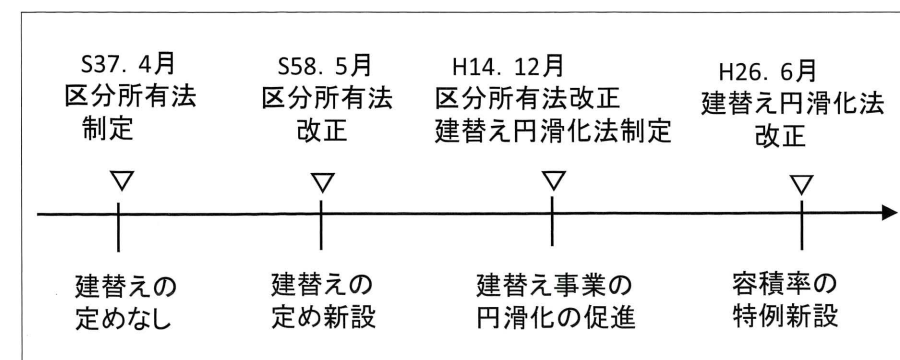 S37. 4月
区分所有法
制定
S58. 5月
区分所有法
改正
H14. 12月
区分所有法改正
建替え円滑化法制定
H26. 6月
建替え円滑化法
改正
建替えの
定めなし
建替えの
定め新設
建替え事業の
円滑化の促進
容積率の
特例新設